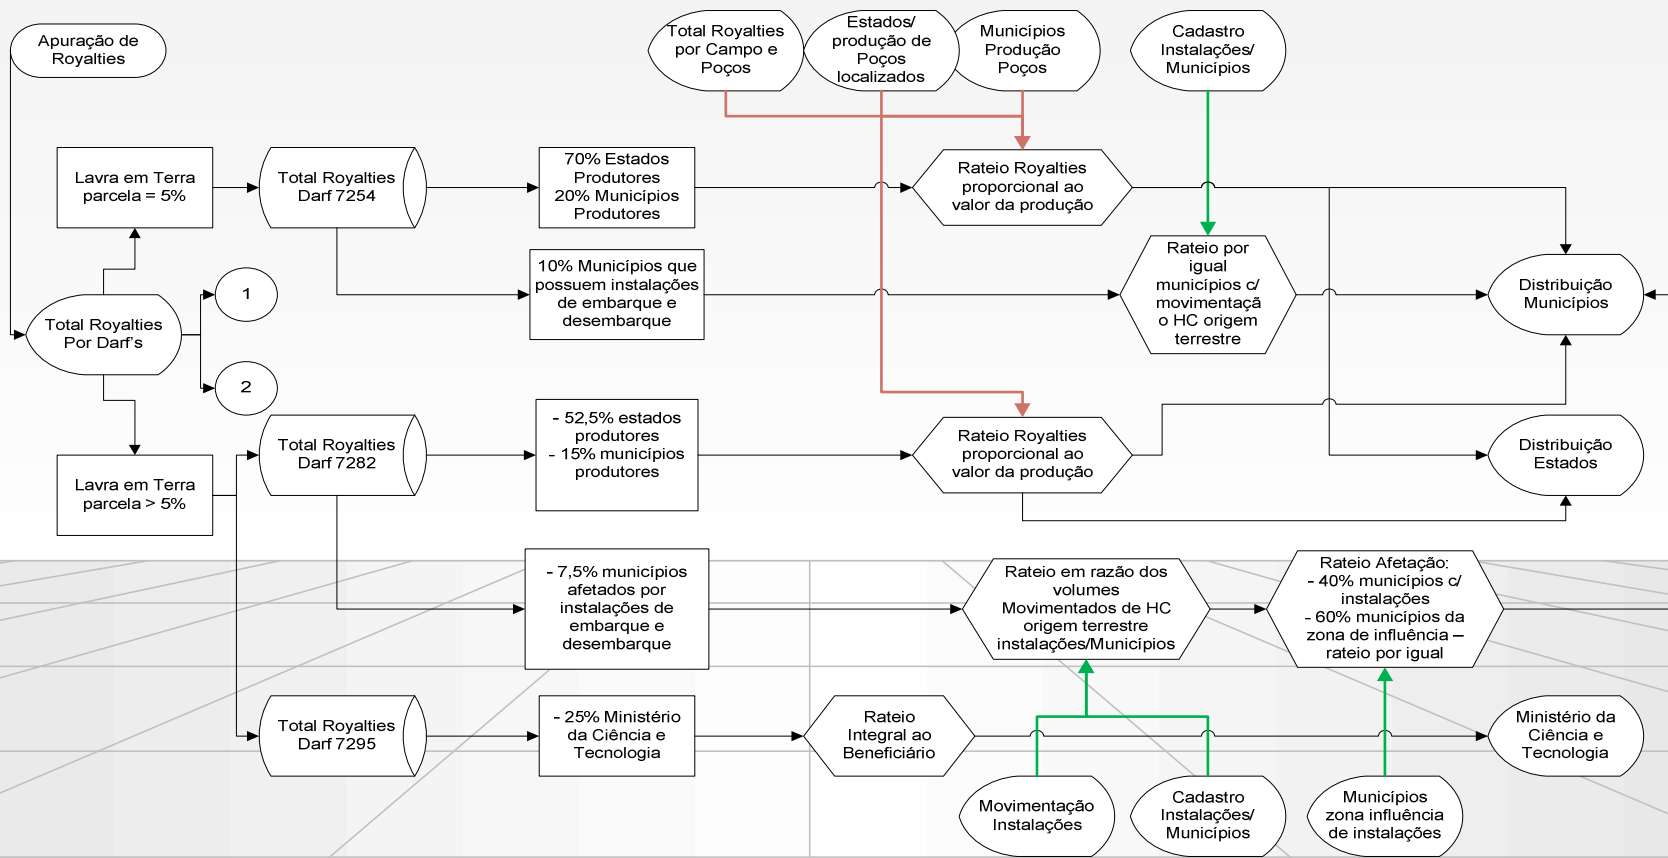 Apuração de
Royalties
Total Royalties
por Campo e
Poços
Estados/
produção de
Poços
localizados
Municípios
Produção
Poços
Cadastro
Instalações/
Municípios
Lavra em Terra
parcela = 5%
Total Royalties
Darf 7254
70% Estados
Produtores
20% Municípios
Produtores
Rateio Royalties
proporcional ao
valor da produção
10% Municípios que
possuem instalações
de embarque e
desembarque
Rateio por
igual
municípios c/
movimentaçã
o HC origem
terrestre
Distribuição
Municípios
1
Total Royalties
Por Darf's
2
Total Royalties
Darf 7282
- 52,5% estados
produtores
- 15% municípios
produtores
Rateio Royalties
proporcional ao
valor da produção
Distribuição
Estados
Lavra em Terra
parcela > 5%
- 7,5% municípios
afetados por
instalações de
embarque e
desembarque
Rateio em razão dos
volumes
Movimentados de HC
origem terrestre
instalações/Municípios
Rateio Afetação:
- 40% municípios c/
instalações
- 60% municípios da
zona de influência –
rateio por igual
Total Royalties
Darf 7295
- 25% Ministério
da Ciência e
Tecnologia
Rateio
Integral ao
Beneficiário
Ministério da
Ciência e
Tecnologia
Movimentação
Instalações
Cadastro
Instalações/
Municípios
Municípios
zona influência
de instalações